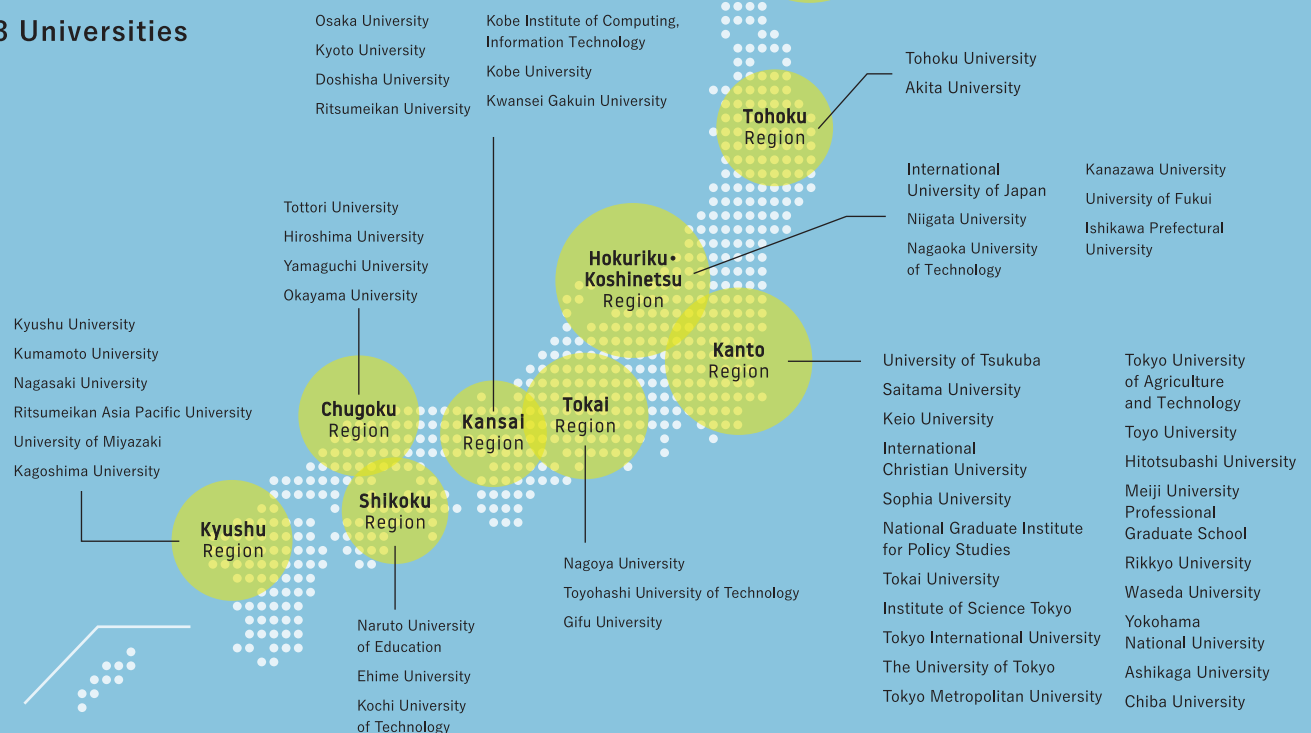 3 Universities
Osaka University
Kyoto University
Doshisha University
Ritsumeikan University
Kobe Institute of Computing,
Information Technology
Kobe University
Kwansei Gakuin University
Tohoku
Region
Tohoku University
Akita University
International
University of Japan
Niigata University
Nagaoka University
of Technology
Kanazawa University
University of Fukui
Ishikawa Prefectural
University
Tottori University
Hiroshima University
Yamaguchi University
Okayama University
Hokuriku・
Koshinetsu
Region
Kyushu University
Kumamoto University
Nagasaki University
Ritsumeikan Asia Pacific University
University of Miyazaki
Kagoshima University
Chugoku
Region
Kansai
Region
Tokai
Region
Kanto
Region
Kyushu
Region
Shikoku
Region
University of Tsukuba
Saitama University
Keio University
International
Christian University
Sophia University
National Graduate Institute
for Policy Studies
Tokai University
Institute of Science Tokyo
Tokyo International University
The University of Tokyo
Tokyo Metropolitan University
Tokyo University
of Agriculture
and Technology
Toyo University
Hitotsubashi University
Meiji University
Professional
Graduate School
Rikkyo University
Waseda University
Yokohama
National University
Ashikaga University
Chiba University
Nagoya University
Toyohashi University of Technology
Gifu University
Naruto University
of Education
Ehime University
Kochi University
of Technology